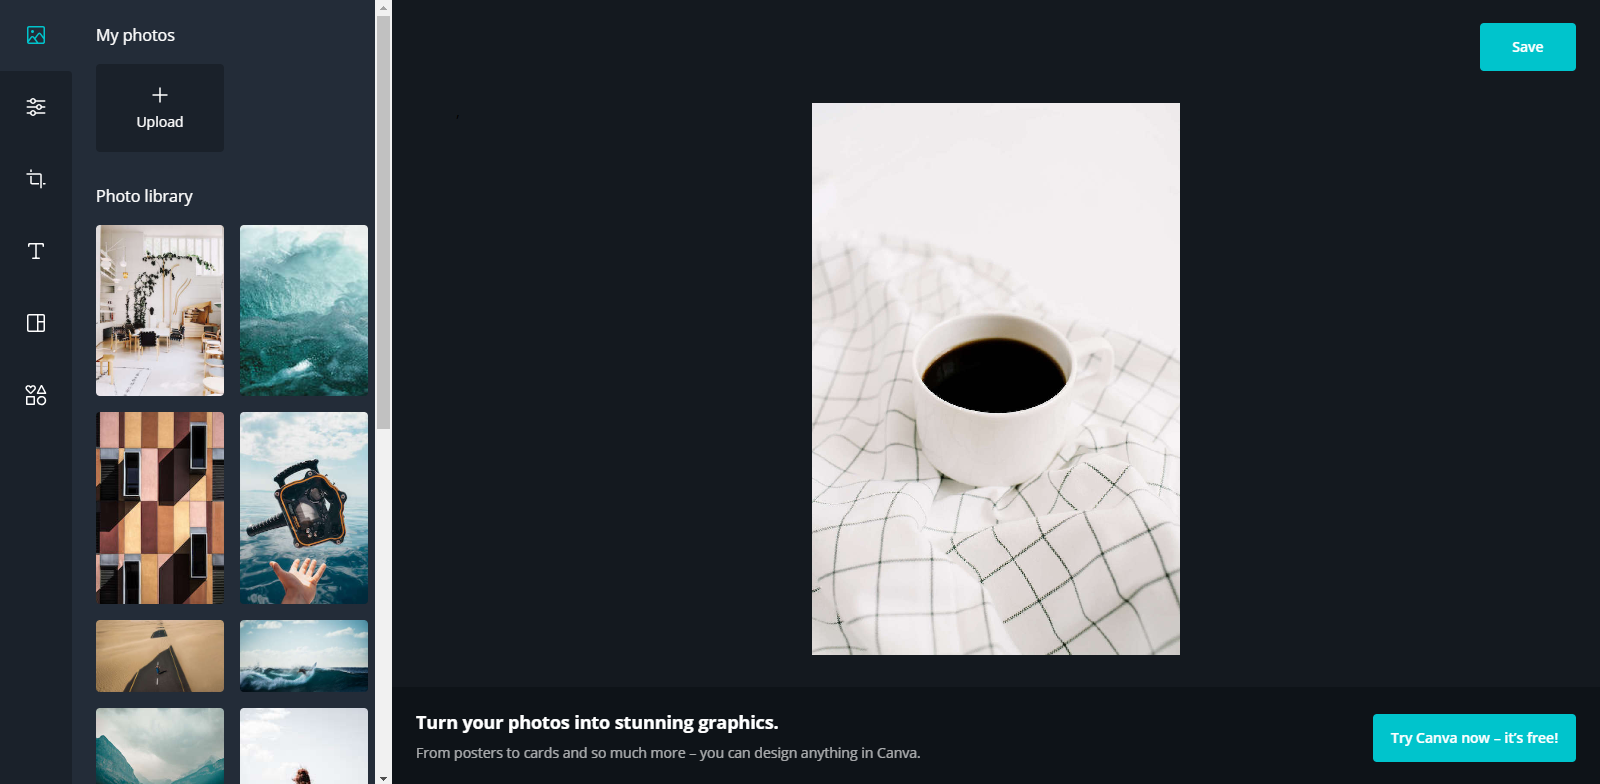 My photos
Upload
Photo library
Save
Turn your photos into stunning graphics.
From posters to cards and so much more – you can design anything in Canva.
Try Canva now – it's free!